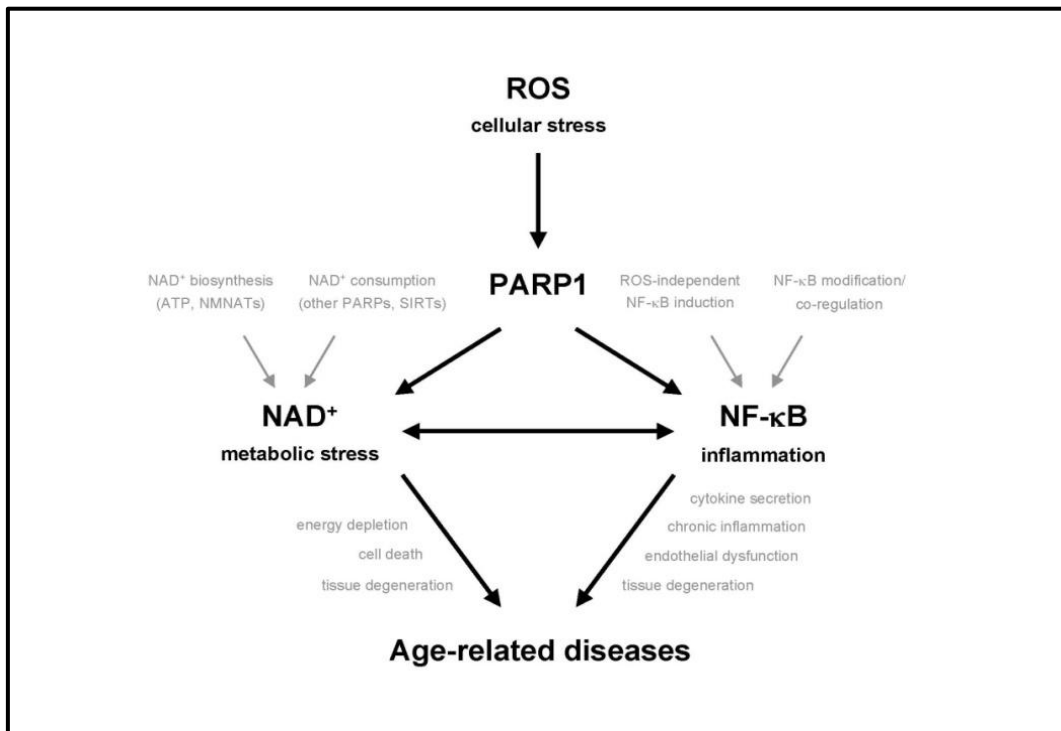 ROS
cellular stress
PARP1
NAD⁺ biosynthesis
(ATP, NMNATs)
NAD⁺ consumption
(other PARPs, SIRTs)
ROS-independent
NF-κB induction
NF-κB modification/
co-regulation
NAD⁺
metabolic stress
NF-κB
inflammation
energy depletion
cell death
tissue degeneration
cytokine secretion
chronic inflammation
endothelial dysfunction
tissue degeneration
Age-related diseases